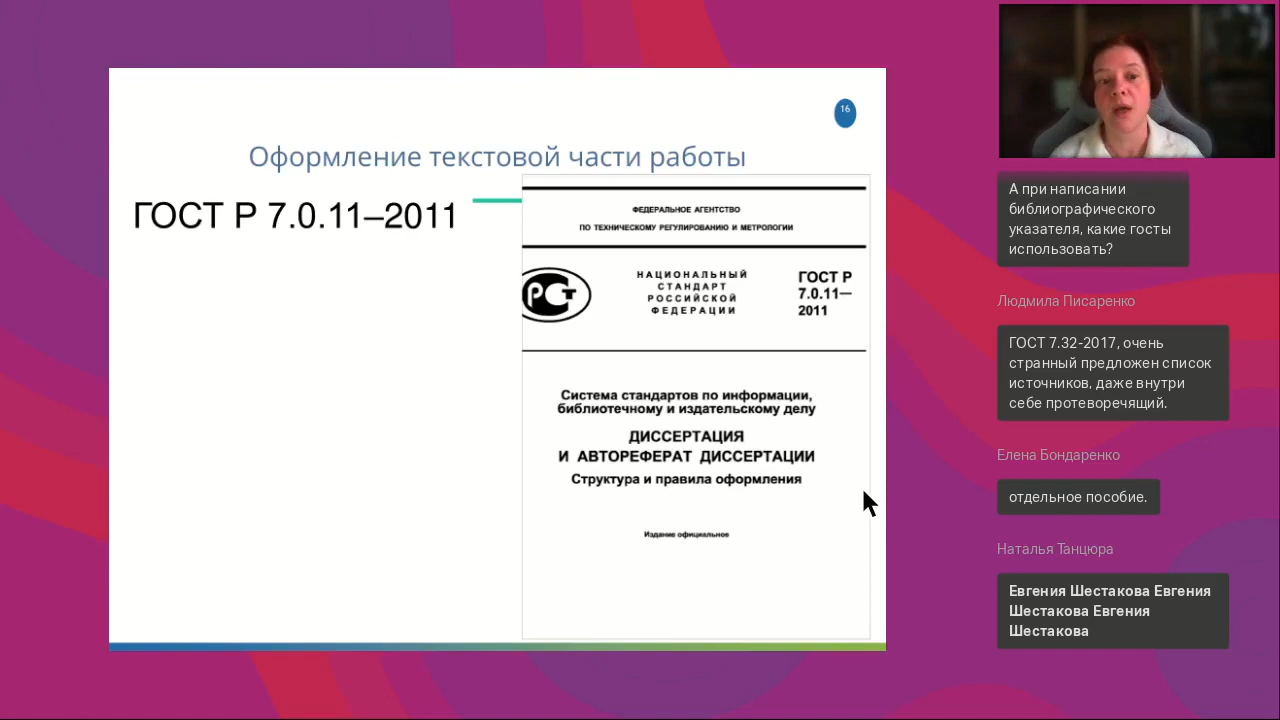 16
Оформление текстовой части работы
ГОСТ Р 7.0.11–2011
ФЕДЕРАЛЬНОЕ АГЕНТСТВО
ПО ТЕХНИЧЕСКОМУ РЕГУЛИРОВАНИЮ И МЕТРОЛОГИИ
НАЦИОНАЛЬНЫЙ
СТАНДАРТ
РОССИЙСКОЙ
ФЕДЕРАЦИИ
ГОСТ Р
7.0.11—
2011
Система стандартов по информации,
библиотечному и издательскому делу
ДИССЕРТАЦИЯ
И АВТОРЕФЕРАТ ДИССЕРТАЦИИ
Структура и правила оформления
Издание официальное
А при написании
библиографического
указателя, какие госты
использовать?
Людмила Писаренко
ГОСТ 7.32-2017, очень
странный предложен список
источников, даже внутри
себе протеворечящий.
Елена Бондаренко
отдельное пособие.
Наталья Танцюра
Евгения Шестакова Евгения
Шестакова Евгения
Шестакова